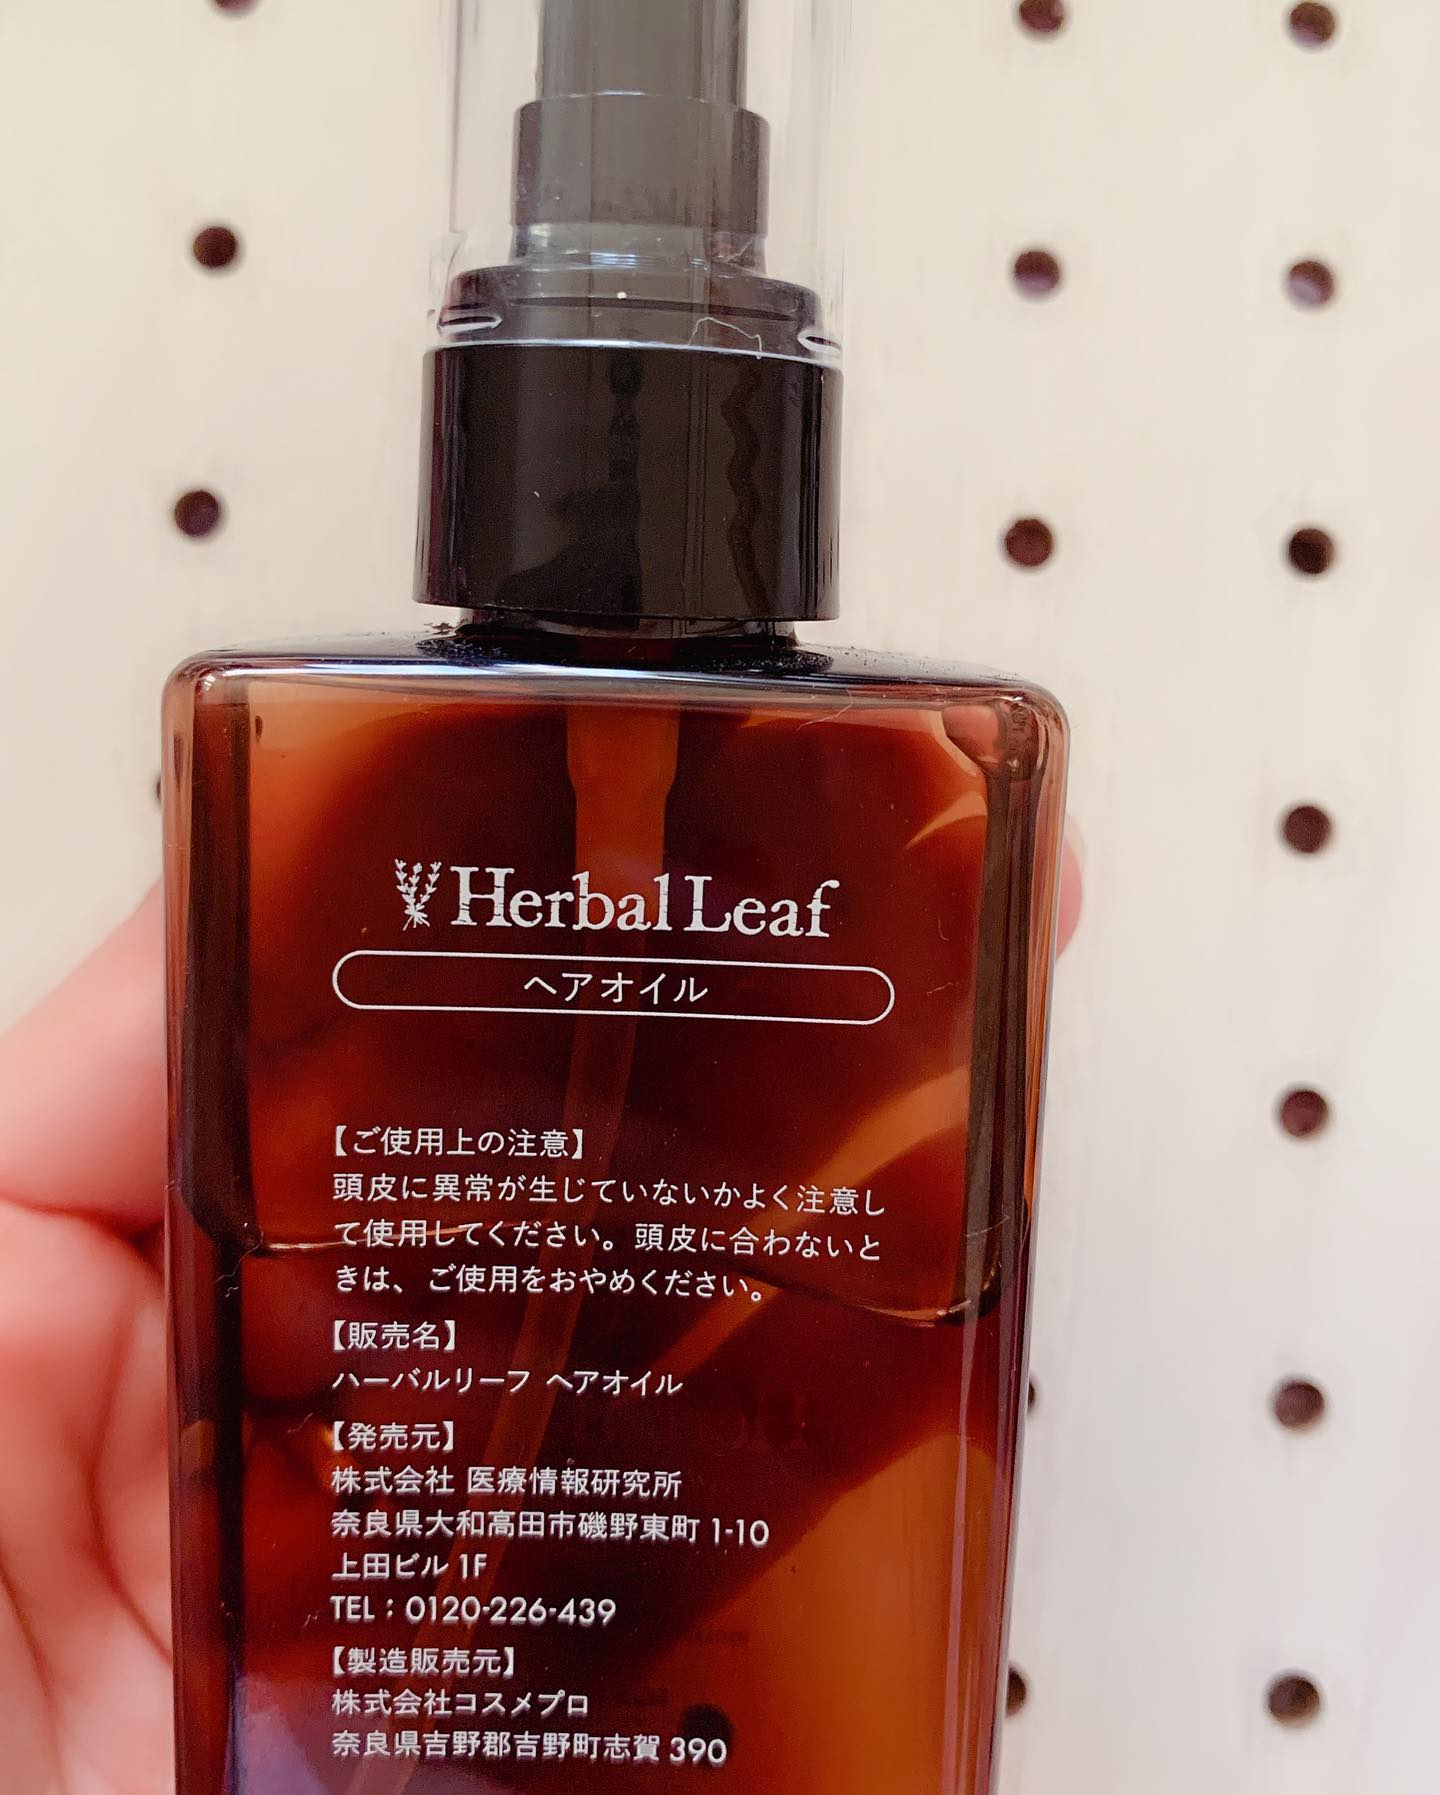 Herbal Leaf
ヘアオイル
【ご使用上の注意】
頭皮に異常が生じていないかよく注意し
て使用してください。頭皮に合わないと
きは、ご使用をおやめください。
【販売名】
ハーバルリーフ ヘアオイル
【発売元】
株式会社 医療情報研究所
奈良県大和高田市磯野東町 1-10
上田ビル 1F
TEL：0120-226-439
【製造販売元】
株式会社コスメプロ
奈良県吉野郡吉野町志賀 390